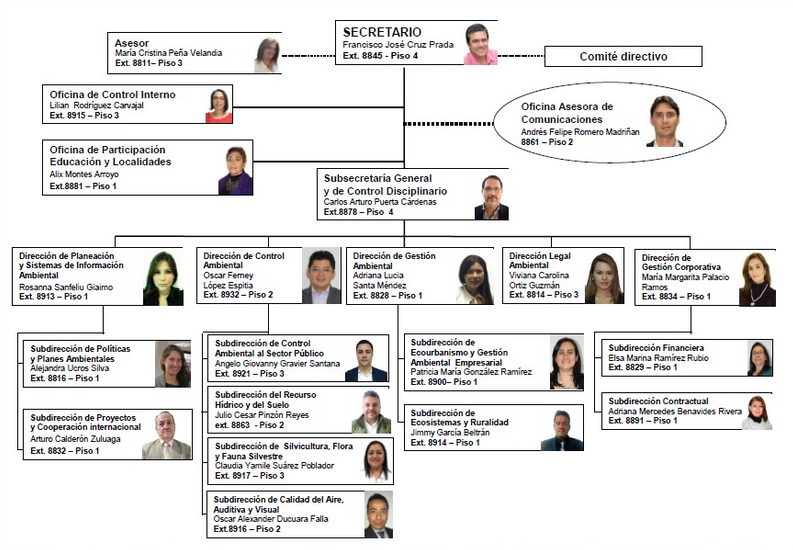 SECRETARIO
Francisco José Cruz Prada
Ext. 8845 - Piso 4
Asesor
María Cristina Peña Velandia
Ext. 8811– Piso 3
Comité directivo
Oficina de Control Interno
Lilian Rodríguez Carvajal
Ext. 8915 – Piso 3
Oficina Asesora de
Comunicaciones
Andrés Felipe Romero Madriñan
8861 – Piso 2
Oficina de Participación
Educación y Localidades
Alix Montes Arroyo
Ext.8881 – Piso 1
Subsecretaría General
y de Control Disciplinario
Carlos Arturo Puerta Cárdenas
Ext.8878 – Piso 4
Dirección de Planeación
y Sistemas de Información
Ambiental
Rosanna Sanfeliu Giaimo
Ext. 8913 – Piso 1
Dirección de Control
Ambiental
Oscar Ferney
López Espitia
Ext. 8932 – Piso 2
Dirección de Gestión
Ambiental
Adriana Lucia
Santa Méndez
Ext. 8828 – Piso 1
Dirección Legal
Ambiental
Viviana Carolina
Ortiz Guzmán
Ext. 8814 – Piso 3
Dirección de
Gestión Corporativa
María Margarita Palacio
Ramos
Ext. 8834 – Piso 1
Subdirección de Políticas
y Planes Ambientales
Alejandra Ucros Silva
Ext. 8816 – Piso 1
Subdirección de Proyectos
y Cooperación internacional
Arturo Calderón Zuluaga
Ext. 8832 – Piso 1
Subdirección de Control
Ambiental al Sector Público
Angelo Giovanny Gravier Santana
Ext. 8921 – Piso 3
Subdirección del Recurso
Hídrico y del Suelo
Julio Cesar Pinzón Reyes
ext. 8863 - Piso 2
Subdirección de Silvicultura, Flora
y Fauna Silvestre
Claudia Yamile Suárez Poblador
Ext. 8917 – Piso 3
Subdirección de Calidad del Aire,
Auditiva y Visual
Oscar Alexander Ducuara Falla
Ext.8916 – Piso 2
Subdirección de
Ecourbanismo y Gestión
Ambiental Empresarial
Patricia María González Ramírez
Ext. 8900– Piso 1
Subdirección de
Ecosistemas y Ruralidad
Jimmy García Beltrán
Ext. 8914 – Piso 1
Subdirección Financiera
Elsa Marina Ramírez Rubio
Ext. 8829 – Piso 1
Subdirección Contractual
Adriana Mercedes Benavides Rivera
Ext. 8891 – Piso 1